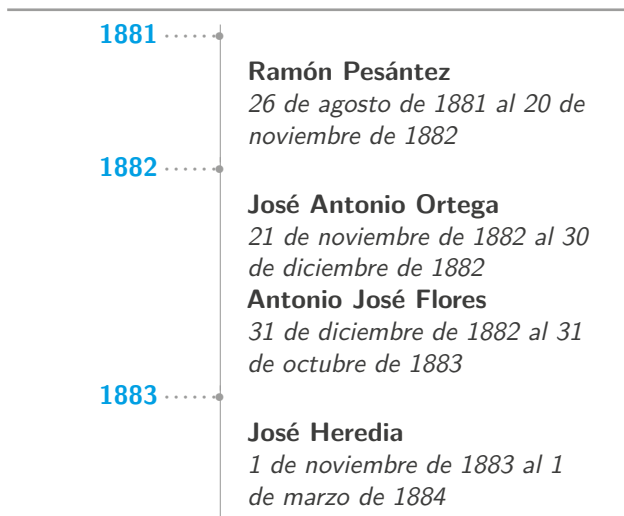 1881
Ramón Pesántez
26 de agosto de 1881 al 20 de
noviembre de 1882
1882
José Antonio Ortega
21 de noviembre de 1882 al 30
de diciembre de 1882
Antonio José Flores
31 de diciembre de 1882 al 31
de octubre de 1883
1883
José Heredia
1 de noviembre de 1883 al 1
de marzo de 1884